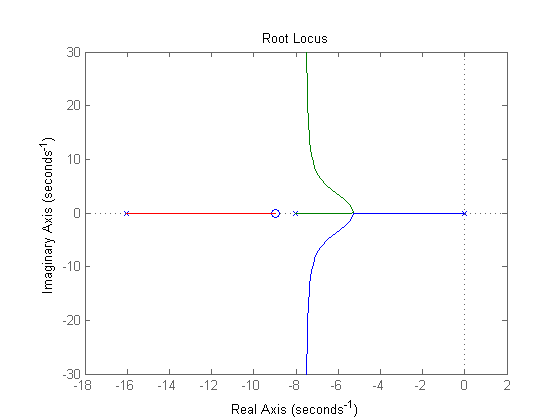 Root Locus
Imaginary Axis (seconds⁻¹)
30
20
10
0
-10
-20
-30
-18 -16 -14 -12 -10 -8 -6 -4 -2 0 2
Real Axis (seconds⁻¹)